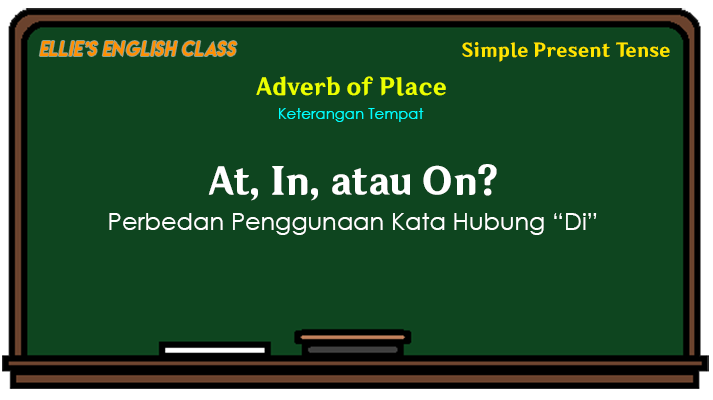 ELLIE'S ENGLISH CLASS
Simple Present Tense
Adverb of Place
Keterangan Tempat
At, In, atau On?
Perbedan Penggunaan Kata Hubung “Di”